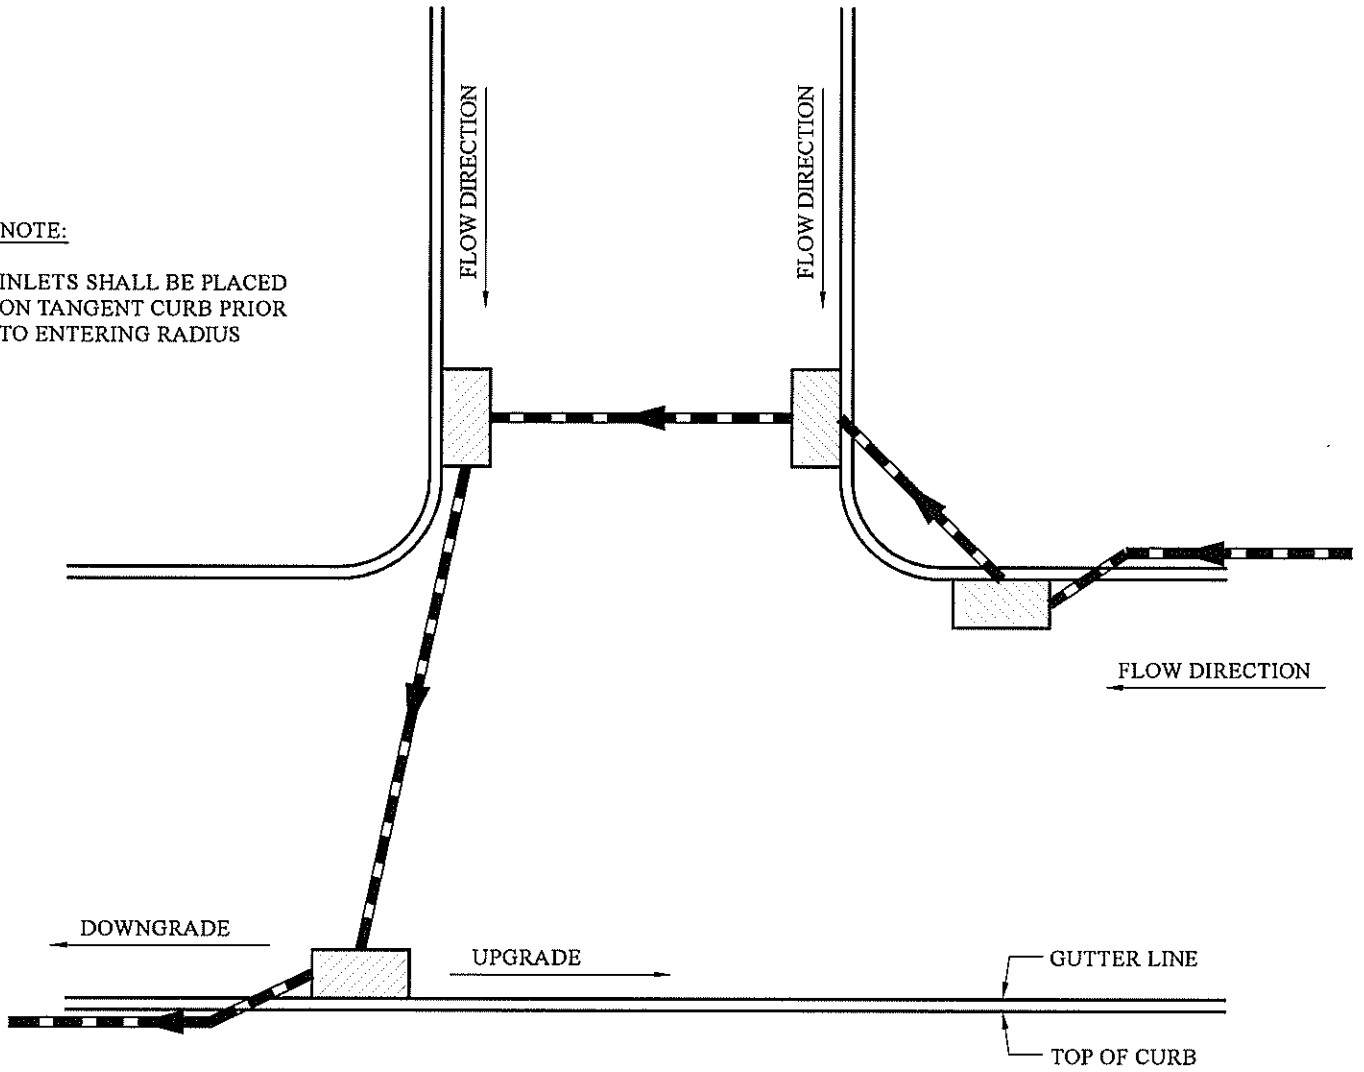 FLOW DIRECTION
FLOW DIRECTION
NOTE:
INLETS SHALL BE PLACED
ON TANGENT CURB PRIOR
TO ENTERING RADIUS
FLOW DIRECTION
DOWNGRADE
UPGRADE
GUTTER LINE
TOP OF CURB